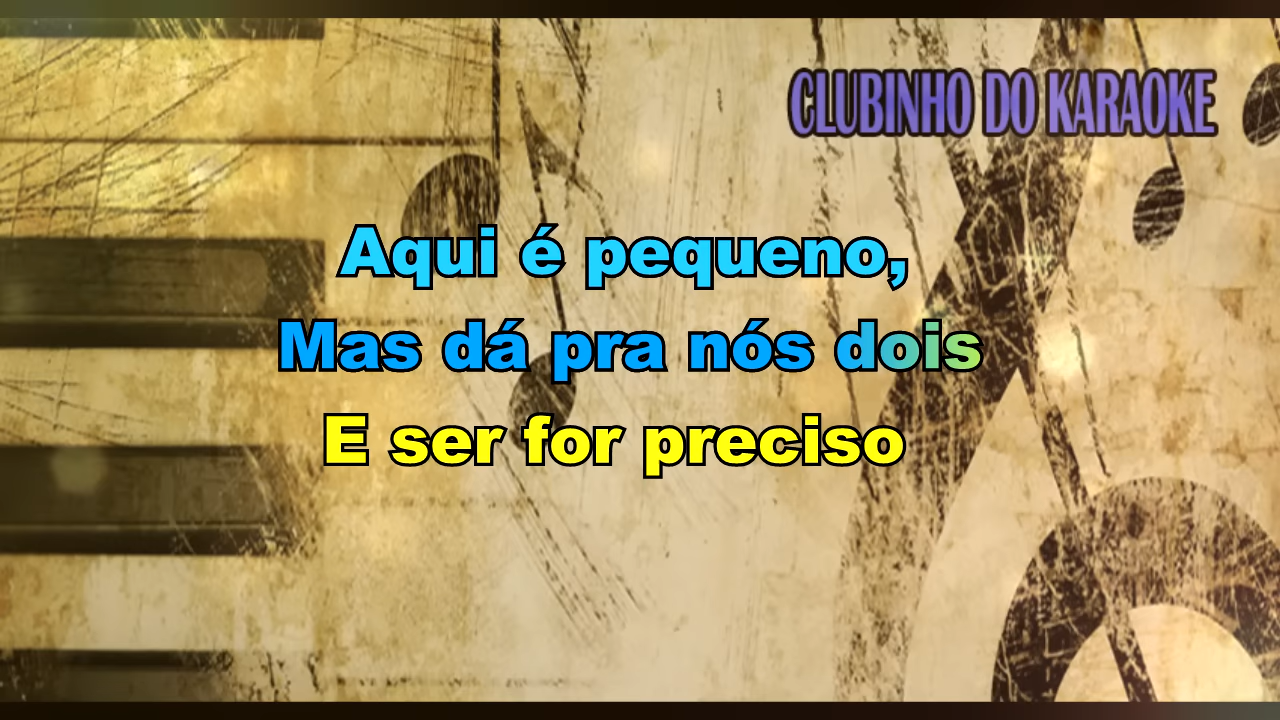 CLUBINHO DO KARAOKE
Aqui é pequeno,
Mas dá pra nós dois
E ser for preciso